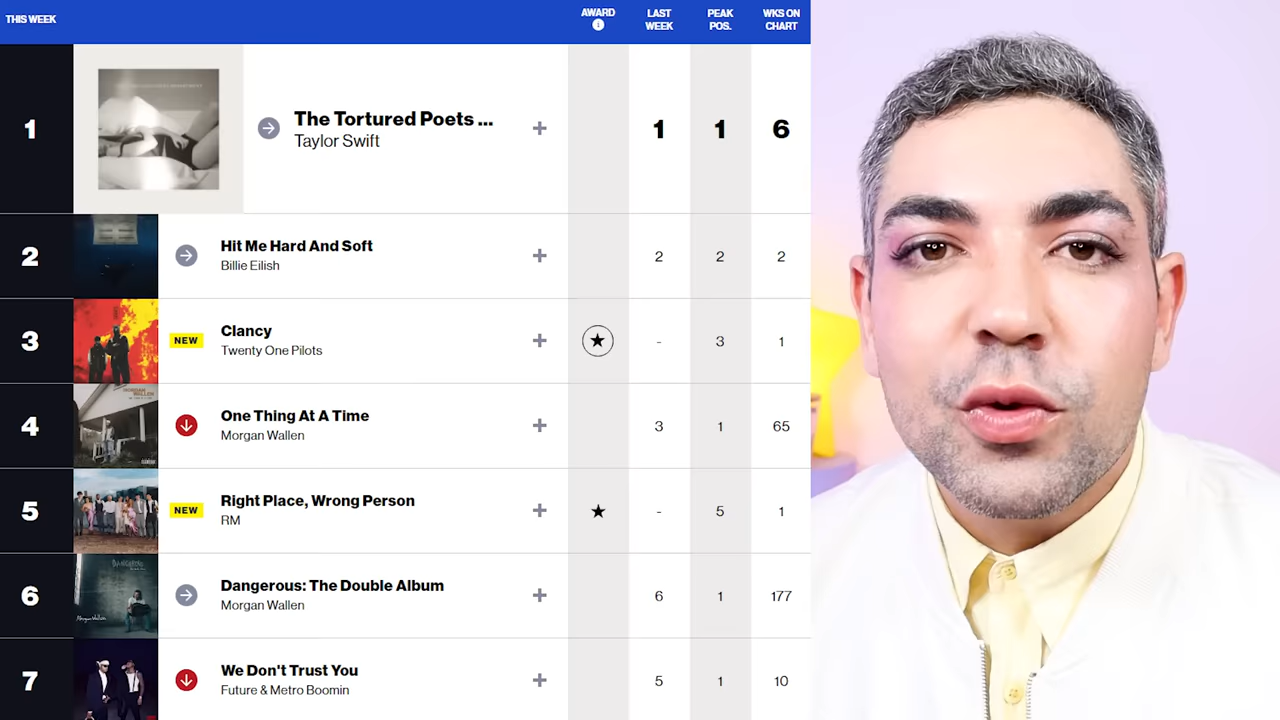 THIS WEEK
AWARD
i
LAST
WEEK
PEAK
POS.
WKS ON
CHART
1
The Tortured Poets ...
Taylor Swift
+
1
1
6
2
Hit Me Hard And Soft
Billie Eilish
+
2
2
2
3
NEW
Clancy
Twenty One Pilots
+
-
3
1
4
One Thing At A Time
Morgan Wallen
+
3
1
65
5
NEW
Right Place, Wrong Person
RM
+
-
5
1
6
Dangerous: The Double Album
Morgan Wallen
+
6
1
177
7
We Don't Trust You
Future & Metro Boomin
+
5
1
10